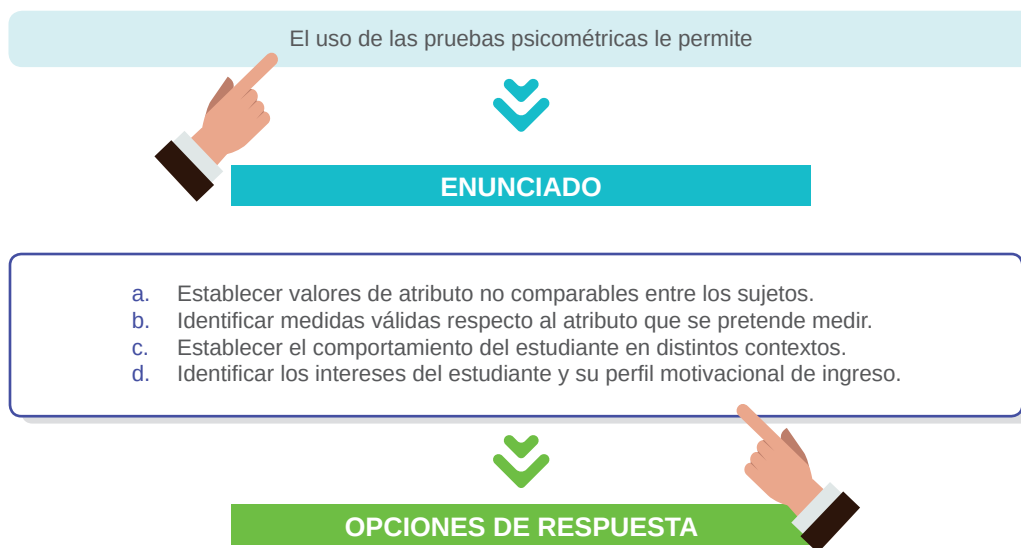 El uso de las pruebas psicométricas le permite
ENUNCIADO
a. Establecer valores de atributo no comparables entre los sujetos.
b. Identificar medidas válidas respecto al atributo que se pretende medir.
c. Establecer el comportamiento del estudiante en distintos contextos.
d. Identificar los intereses del estudiante y su perfil motivacional de ingreso.
OPCIONES DE RESPUESTA